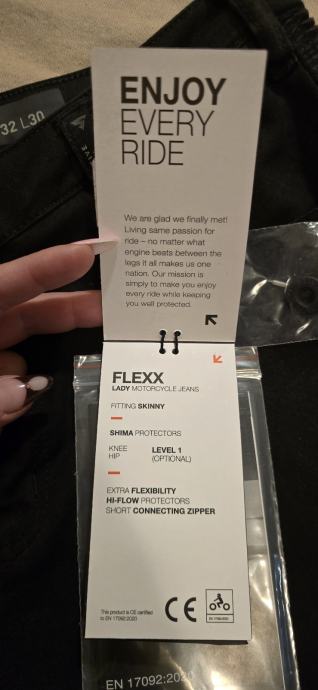 32 L30
ENJOY
EVERY
RIDE
We are glad we finally met!
Living same passion for
ride – no matter what
engine beats between the
legs it all makes us one
nation. Our mission is
simply to make you enjoy
every ride while keeping
you well protected.
FLEXX
LADY MOTORCYCLE JEANS
FITTING SKINNY
SHIMA PROTECTORS
KNEE LEVEL 1
HIP (OPTIONAL)
EXTRA FLEXIBILITY
HI-FLOW PROTECTORS
SHORT CONNECTING ZIPPER
This product is CE certified
to EN 17092:2020
CE
EN 17092:2020